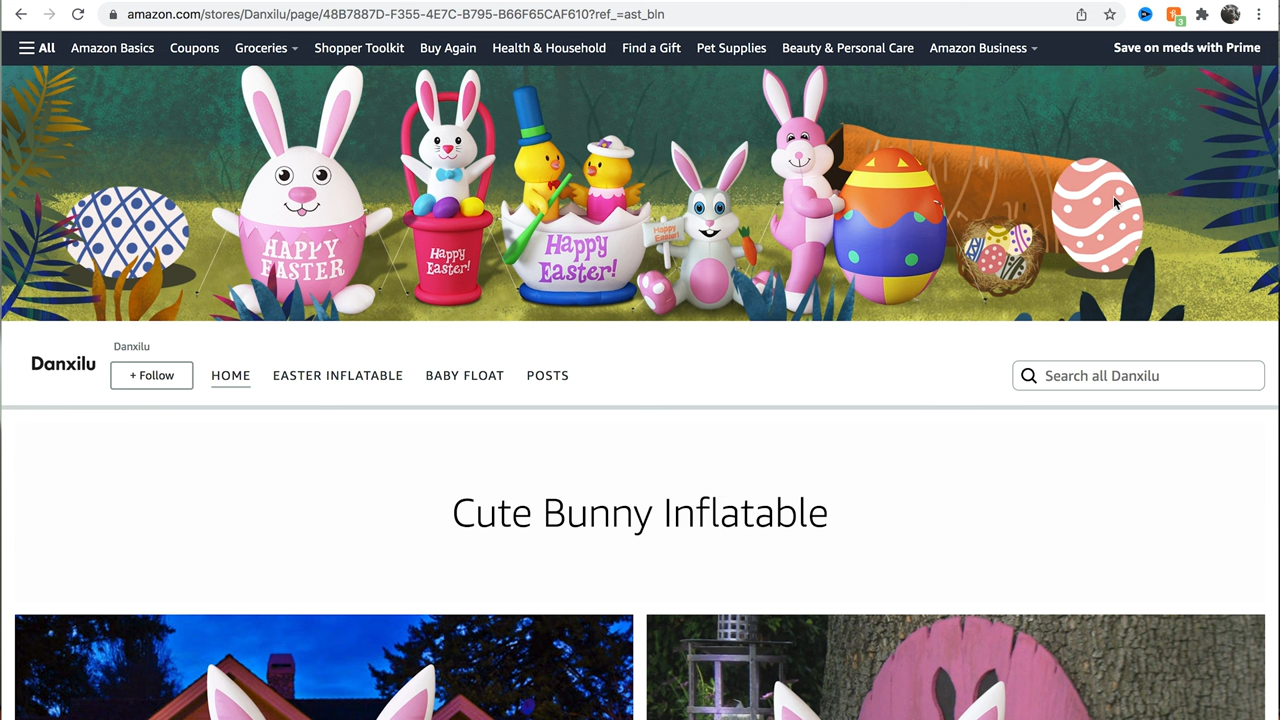 amazon.com/stores/Danxilu/page/48B7887D-F355-4E7C-B795-B66F65CAF610?ref_=ast_bln
3
All Amazon Basics Coupons Groceries Shopper Toolkit Buy Again Health & Household Find a Gift Pet Supplies Beauty & Personal Care Amazon Business Save on meds with Prime
HAPPY
EASTER
Happy
Easter!
Happy
Easter!
Happy
Easter!
Danxilu
Danxilu
+ Follow HOME EASTER INFLATABLE BABY FLOAT POSTS Search all Danxilu
Cute Bunny Inflatable